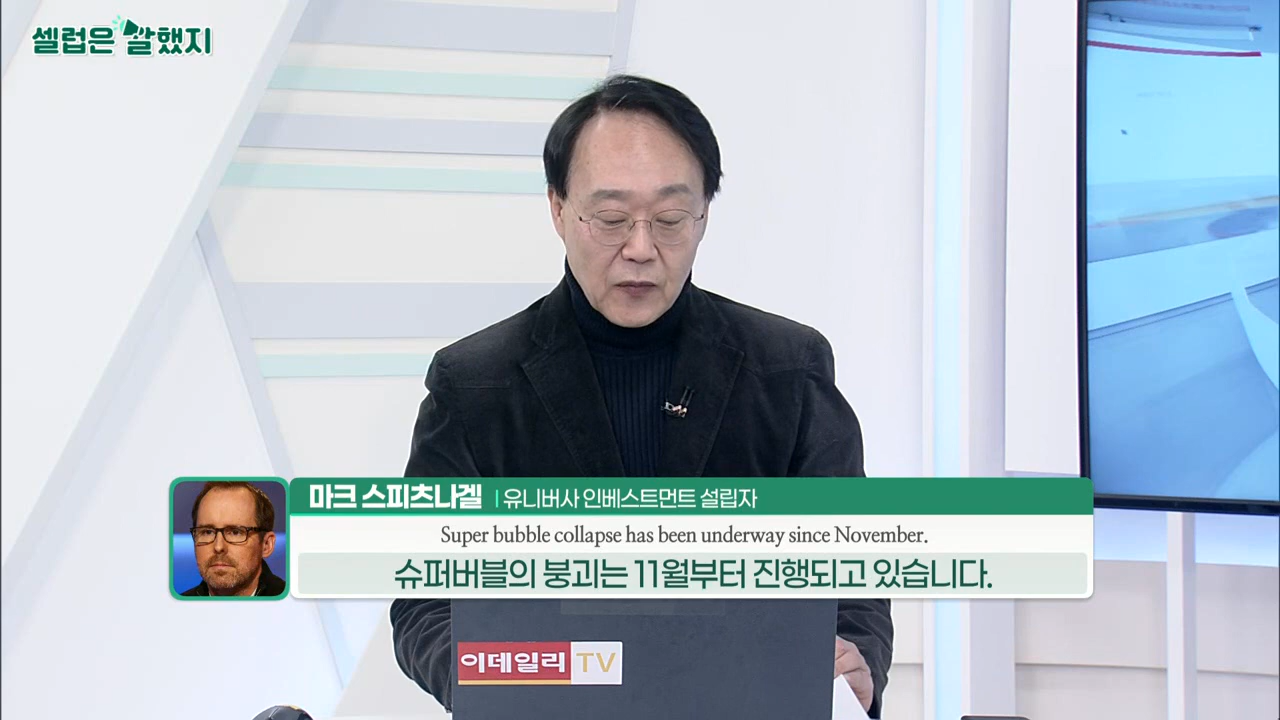 셀럽은 말했지
마크 스피츠나겔 | 유니버사 인베스트먼트 설립자
Super bubble collapse has been underway since November.
슈퍼버블의 붕괴는 11월부터 진행되고 있습니다.
이데일리 TV